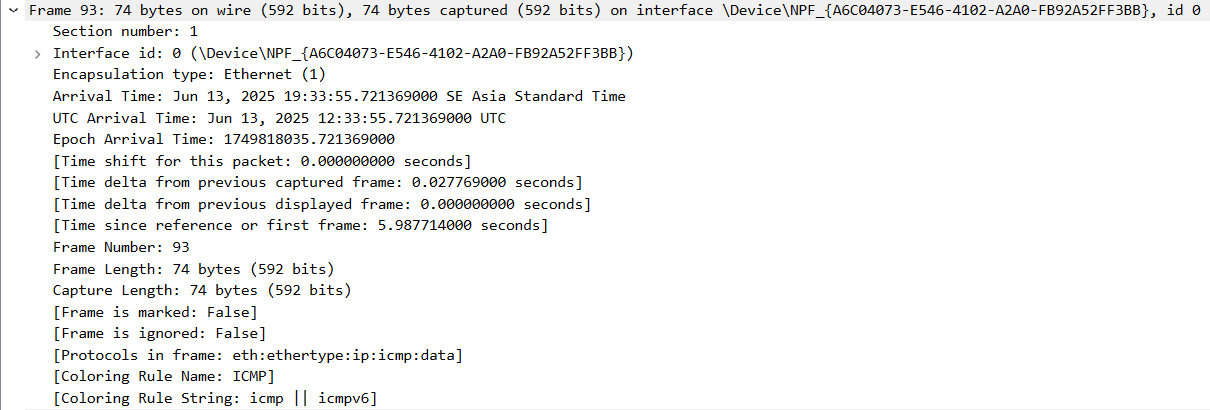 Frame 93: 74 bytes on wire (592 bits), 74 bytes captured (592 bits) on interface \Device\NPF_{A6C04073-E546-4102-A2A0-FB92A52FF3BB}, id 0
Section number: 1
Interface id: 0 (\Device\NPF_{A6C04073-E546-4102-A2A0-FB92A52FF3BB})
Encapsulation type: Ethernet (1)
Arrival Time: Jun 13, 2025 19:33:55.721369000 SE Asia Standard Time
UTC Arrival Time: Jun 13, 2025 12:33:55.721369000 UTC
Epoch Arrival Time: 1749818035.721369000
[Time shift for this packet: 0.000000000 seconds]
[Time delta from previous captured frame: 0.027769000 seconds]
[Time delta from previous displayed frame: 0.000000000 seconds]
[Time since reference or first frame: 5.987714000 seconds]
Frame Number: 93
Frame Length: 74 bytes (592 bits)
Capture Length: 74 bytes (592 bits)
[Frame is marked: False]
[Frame is ignored: False]
[Protocols in frame: eth:ethertype:ip:icmp:data]
[Coloring Rule Name: ICMP]
[Coloring Rule String: icmp || icmpv6]